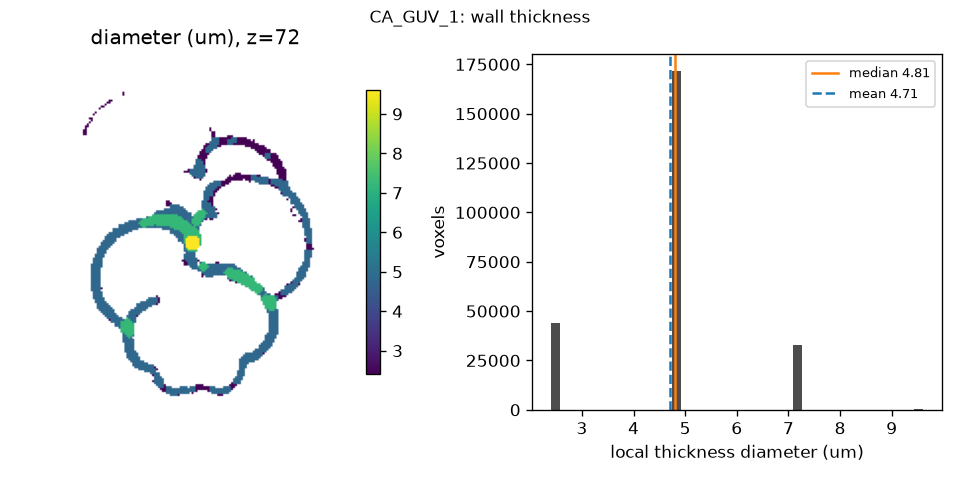 CA_GUV_1: wall thickness
diameter (um), z=72
9
8
7
6
5
4
3
175000
150000
125000
100000
75000
50000
25000
0
voxels
median 4.81
mean 4.71
3 4 5 6 7 8 9
local thickness diameter (um)